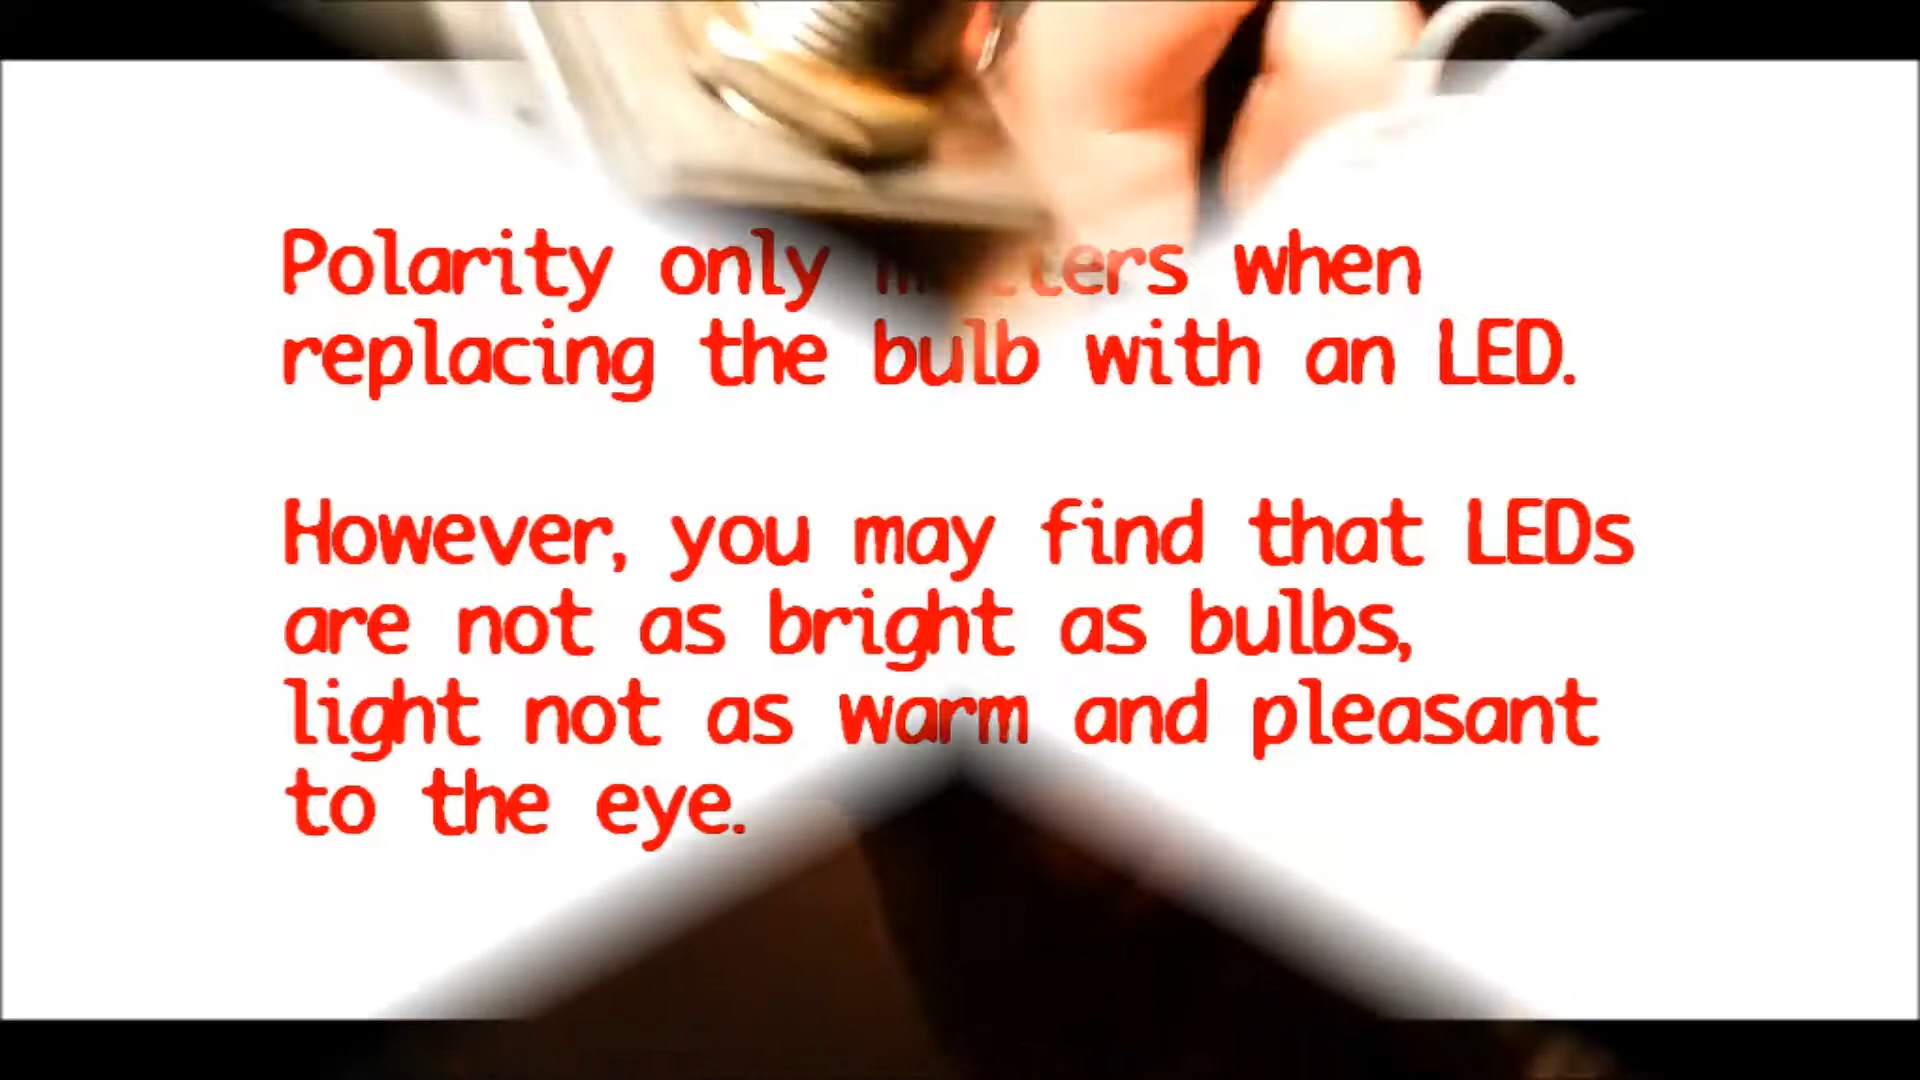 Polarity only matters when
replacing the bulb with an LED.
However, you may find that LEDs
are not as bright as bulbs,
light not as warm and pleasant
to the eye.